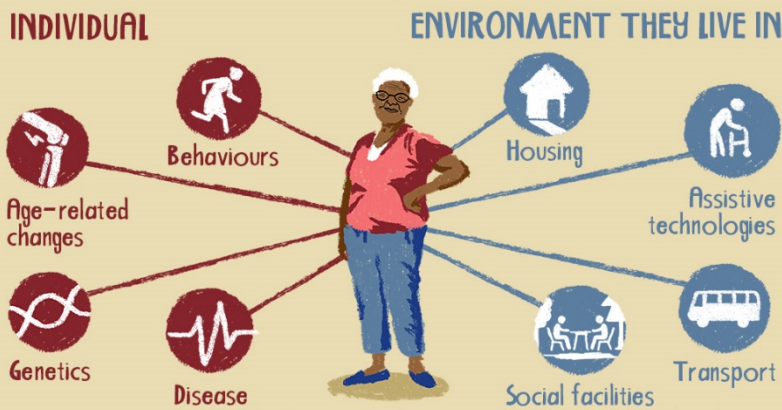 INDIVIDUAL
ENVIRONMENT THEY LIVE IN
Behaviours
Housing
Age-related
changes
Assistive
technologies
Genetics
Disease
Social facilities
Transport